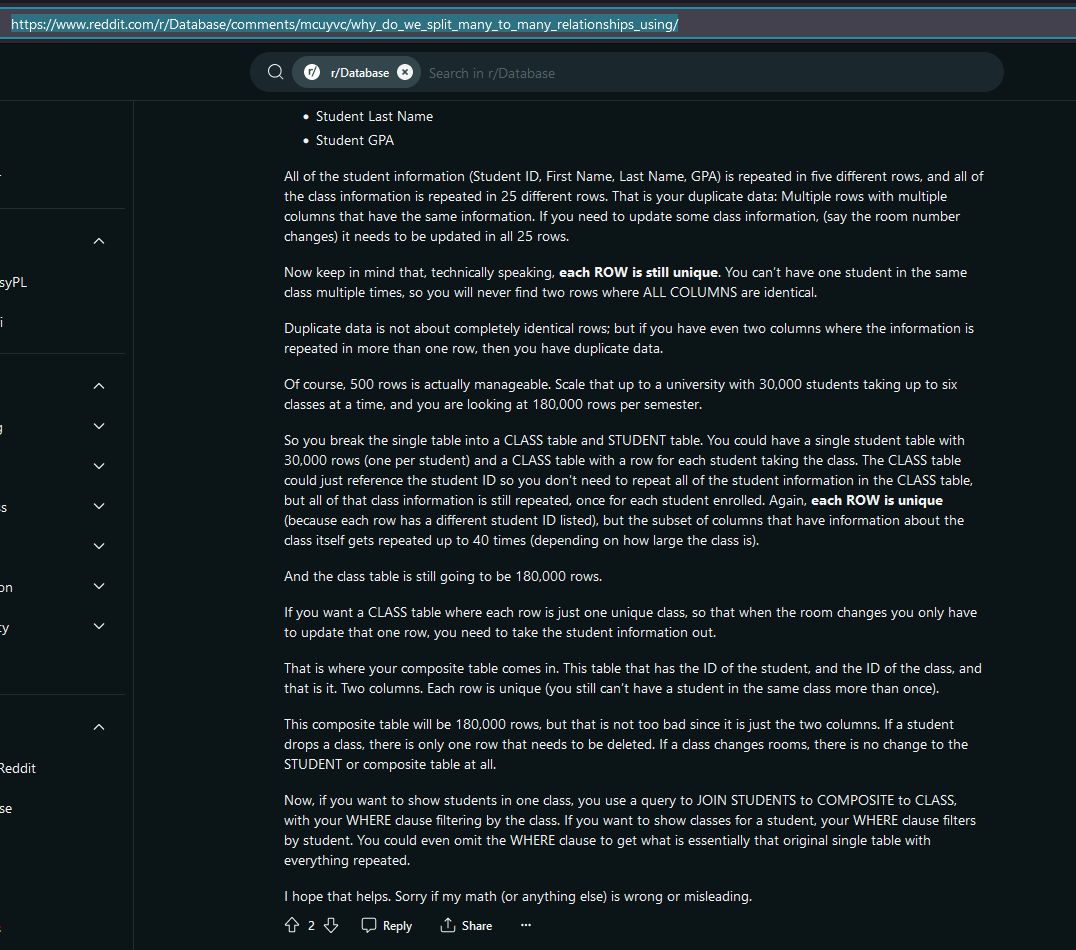 https://www.reddit.com/r/Database/comments/mcuyvc/why_do_we_split_many_to_many_relationships_using/
r/ r/Database Search in r/Database
Student Last Name
Student GPA
All of the student information (Student ID, First Name, Last Name, GPA) is repeated in five different rows, and all of
the class information is repeated in 25 different rows. That is your duplicate data: Multiple rows with multiple
columns that have the same information. If you need to update some class information, (say the room number
changes) it needs to be updated in all 25 rows.
Now keep in mind that, technically speaking, each ROW is still unique. You can't have one student in the same
class multiple times, so you will never find two rows where ALL COLUMNS are identical.
Duplicate data is not about completely identical rows; but if you have even two columns where the information is
repeated in more than one row, then you have duplicate data.
Of course, 500 rows is actually manageable. Scale that up to a university with 30,000 students taking up to six
classes at a time, and you are looking at 180,000 rows per semester.
So you break the single table into a CLASS table and STUDENT table. You could have a single student table with
30,000 rows (one per student) and a CLASS table with a row for each student taking the class. The CLASS table
could just reference the student ID so you don't need to repeat all of the student information in the CLASS table,
but all of that class information is still repeated, once for each student enrolled. Again, each ROW is unique
(because each row has a different student ID listed), but the subset of columns that have information about the
class itself gets repeated up to 40 times (depending on how large the class is).
And the class table is still going to be 180,000 rows.
If you want a CLASS table where each row is just one unique class, so that when the room changes you only have
to update that one row, you need to take the student information out.
That is where your composite table comes in. This table that has the ID of the student, and the ID of the class, and
that is it. Two columns. Each row is unique (you still can't have a student in the same class more than once).
This composite table will be 180,000 rows, but that is not too bad since it is just the two columns. If a student
drops a class, there is only one row that needs to be deleted. If a class changes rooms, there is no change to the
STUDENT or composite table at all.
Now, if you want to show students in one class, you use a query to JOIN STUDENTS to COMPOSITE to CLASS,
with your WHERE clause filtering by the class. If you want to show classes for a student, your WHERE clause filters
by student. You could even omit the WHERE clause to get what is essentially that original single table with
everything repeated.
I hope that helps. Sorry if my math (or anything else) is wrong or misleading.
2 Reply Share
syPL
i
g
s
on
ty
Reddit
se